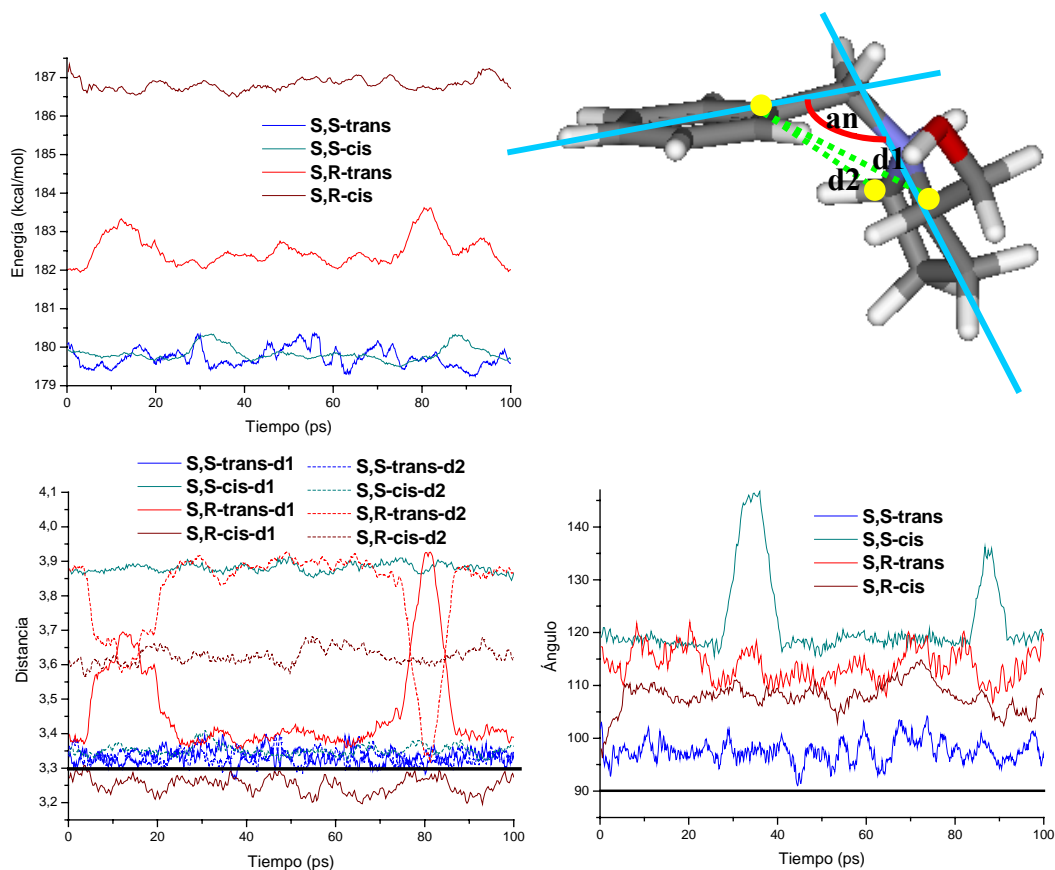 187
186
185
184
183
182
180
179
Energía (kcal/mol)
S,S-trans
S,S-cis
S,R-trans
S,R-cis
0 20 40 60 80 100
Tiempo (ps)
an
d1
d2
S,S-trans-d1 S,S-trans-d2
S,S-cis-d1 S,S-cis-d2
S,R-trans-d1 S,R-trans-d2
S,R-cis-d1 S,R-cis-d2
4,1
4,0
3,9
3,8
3,7
3,6
3,5
3,4
3,3
3,2
Distancia
0 20 40 60 80 100
Tiempo (ps)
S,S-trans
S,S-cis
S,R-trans
S,R-cis
140
130
120
110
100
90
Ángulo
0 20 40 60 80 100
Tiempo (ps)